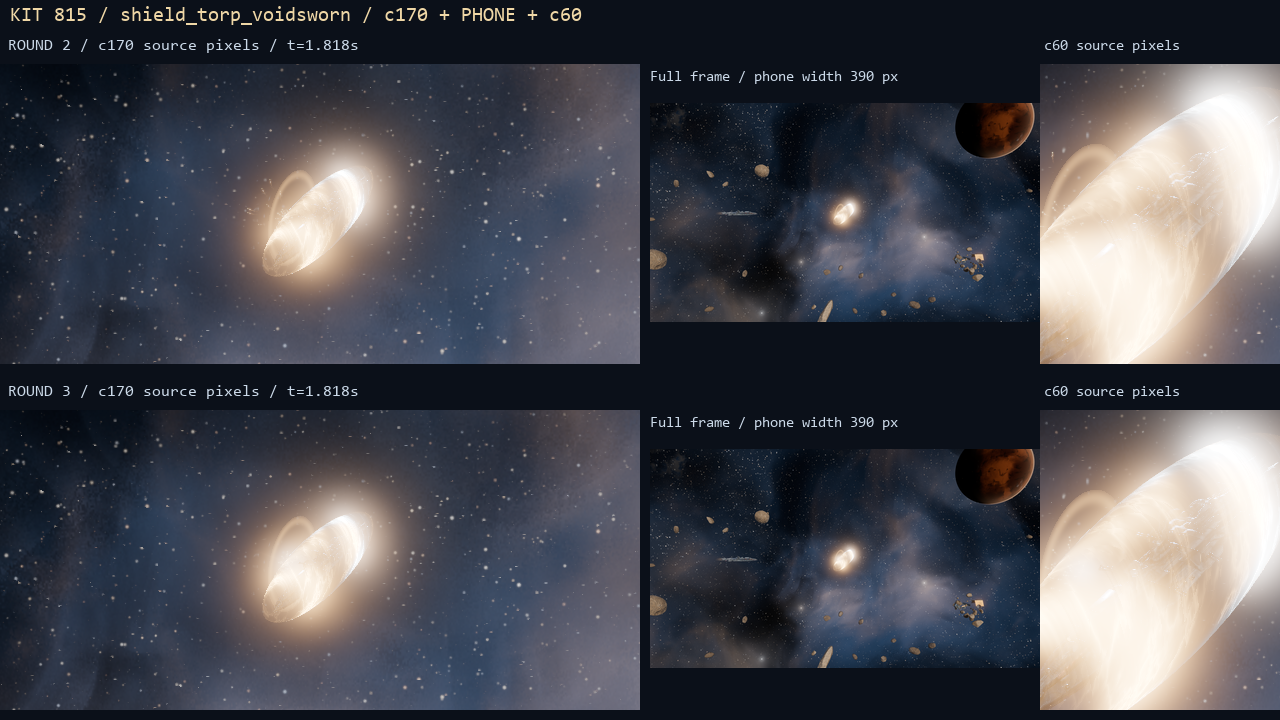 KIT 815 / shield_torp_voidsworn / c170 + PHONE + c60
ROUND 2 / c170 source pixels / t=1.818s
Full frame / phone width 390 px
c60 source pixels
ROUND 3 / c170 source pixels / t=1.818s
Full frame / phone width 390 px
c60 source pixels